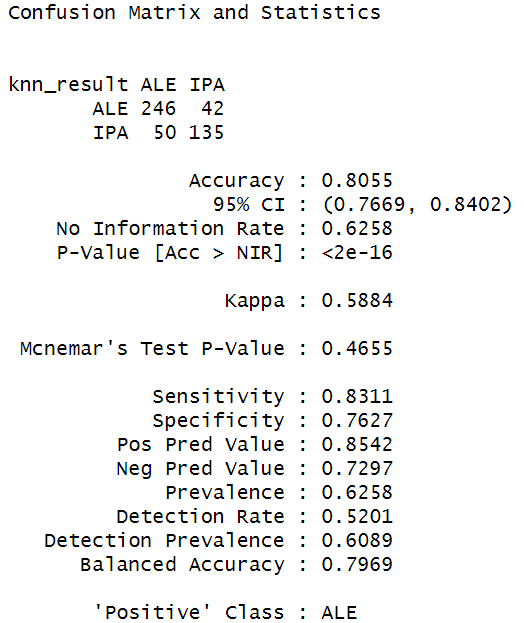 Confusion Matrix and Statistics
knn_result ALE IPA
ALE 246 42
IPA 50 135
Accuracy : 0.8055
95% CI : (0.7669, 0.8402)
No Information Rate : 0.6258
P-Value [Acc > NIR] : <2e-16
Kappa : 0.5884
Mcnemar's Test P-Value : 0.4655
Sensitivity : 0.8311
Specificity : 0.7627
Pos Pred Value : 0.8542
Neg Pred Value : 0.7297
Prevalence : 0.6258
Detection Rate : 0.5201
Detection Prevalence : 0.6089
Balanced Accuracy : 0.7969
'Positive' Class : ALE